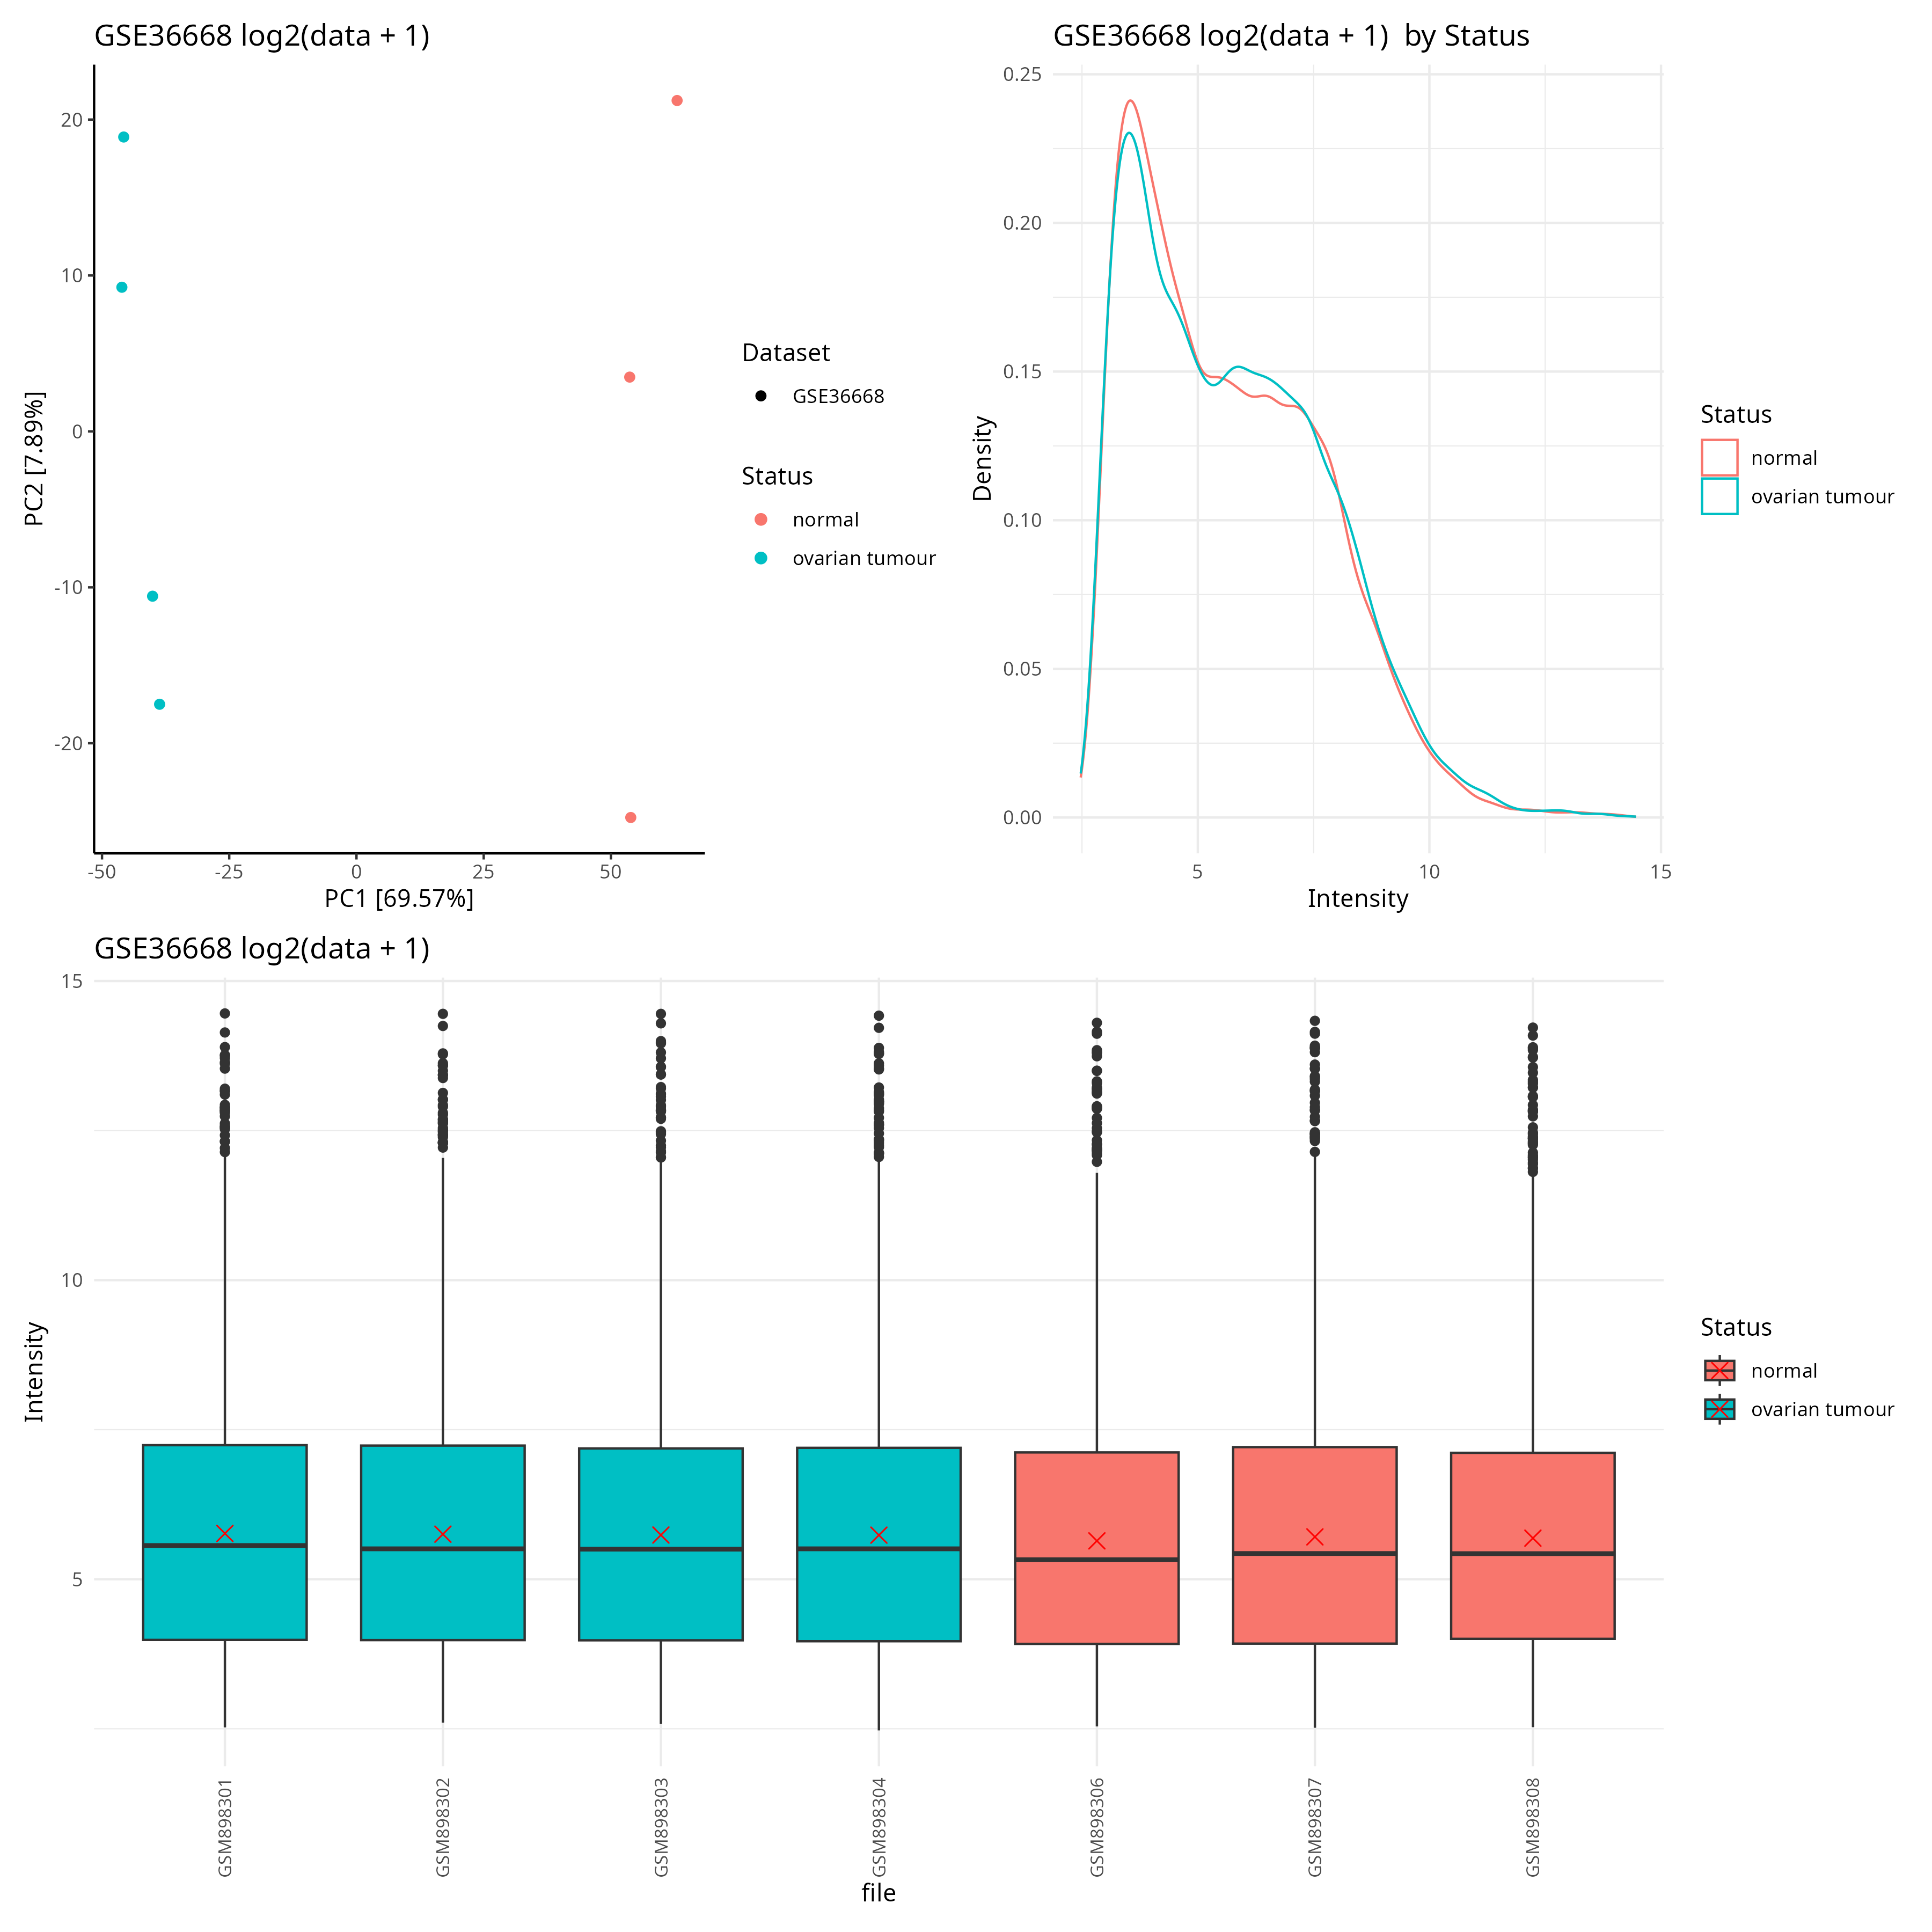 GSE36668 log2(data + 1)
20
10
0
-10
-20
PC2 [7.89%]
-50
-25
0
25
50
PC1 [69.57%]
Dataset
GSE36668
Status
normal
ovarian tumour
GSE36668 log2(data + 1)  by Status
0.25
0.20
0.15
0.10
0.05
0.00
Density
5
10
15
Intensity
Status
normal
ovarian tumour
GSE36668 log2(data + 1)
15
10
5
Intensity
GSM898301
GSM898302
GSM898303
GSM898304
GSM898306
GSM898307
GSM898308
file
Status
normal
ovarian tumour